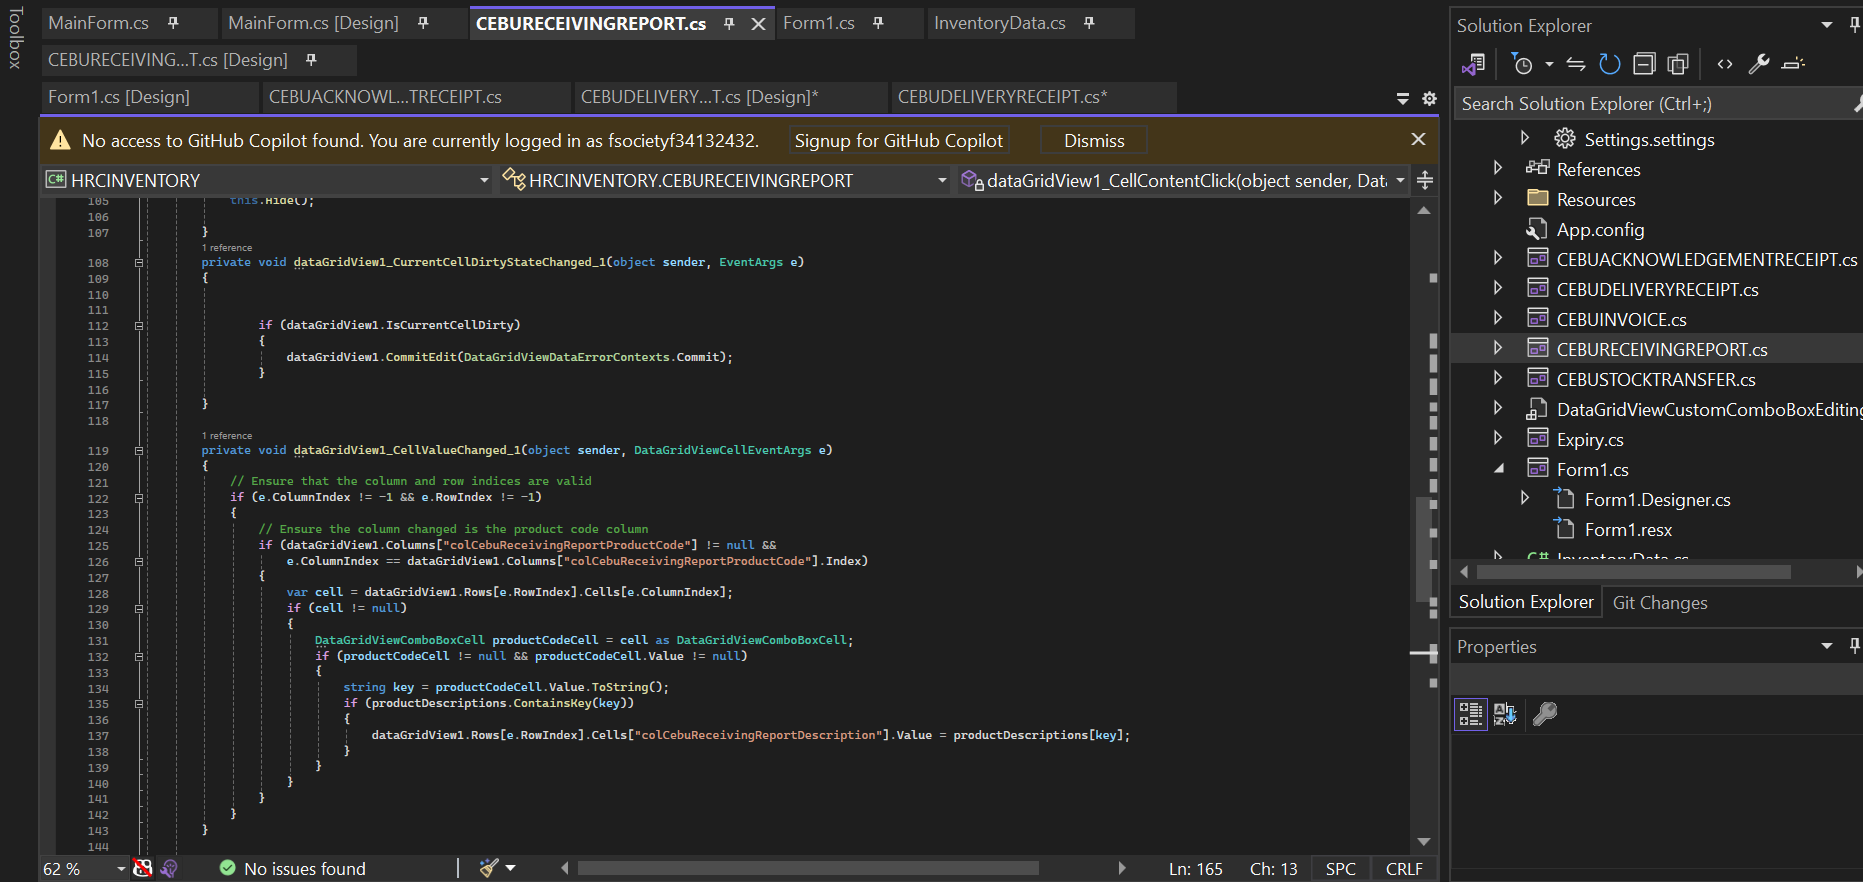 Toolbox
MainForm.cs
MainForm.cs [Design]
CEBURECEIVINGREPORT.cs
Form1.cs
InventoryData.cs
CEBURECEIVING...T.cs [Design]
Form1.cs [Design]
CEBUACKNOWL...TRECEIPT.cs
CEBUDELIVERY...T.cs [Design]*
CEBUDELIVERYRECEIPT.cs*
No access to GitHub Copilot found. You are currently logged in as fsocietyf34132432.
Signup for GitHub Copilot
Dismiss
C# HRCINVENTORY
HRCINVENTORY.CEBURECEIVINGREPORT
dataGridView1_CellContentClick(object sender, Dat
105 this.Hide();
106
107 }
1 reference
108 private void dataGridView1_CurrentCellDirtyStateChanged_1(object sender, EventArgs e)
109 {
110
111
112 if (dataGridView1.IsCurrentCellDirty)
113 {
114 dataGridView1.CommitEdit(DataGridViewDataErrorContexts.Commit);
115 }
116
117 }
118
1 reference
119 private void dataGridView1_CellValueChanged_1(object sender, DataGridViewCellEventArgs e)
120 {
121 // Ensure that the column and row indices are valid
122 if (e.ColumnIndex != -1 && e.RowIndex != -1)
123 {
124 // Ensure the column changed is the product code column
125 if (dataGridView1.Columns["colCebuReceivingReportProductCode"] != null &&
126 e.ColumnIndex == dataGridView1.Columns["colCebuReceivingReportProductCode"].Index)
127 {
128 var cell = dataGridView1.Rows[e.RowIndex].Cells[e.ColumnIndex];
129 if (cell != null)
130 {
131 DataGridViewComboBoxCell productCodeCell = cell as DataGridViewComboBoxCell;
132 if (productCodeCell != null && productCodeCell.Value != null)
133 {
134 string key = productCodeCell.Value.ToString();
135 if (productDescriptions.ContainsKey(key))
136 {
137 dataGridView1.Rows[e.RowIndex].Cells["colCebuReceivingReportDescription"].Value = productDescriptions[key];
138 }
139 }
140 }
141 }
142 }
143 }
144
62 %
No issues found
Ln: 165
Ch: 13
SPC
CRLF
Solution Explorer
Search Solution Explorer (Ctrl+;)
Settings.settings
References
Resources
App.config
CEBUACKNOWLEDGEMENTRECEIPT.cs
CEBUDELIVERYRECEIPT.cs
CEBUINVOICE.cs
CEBURECEIVINGREPORT.cs
CEBUSTOCKTRANSFER.cs
DataGridViewCustomComboBoxEditing
Expiry.cs
Form1.cs
Form1.Designer.cs
Form1.resx
C# InventoryData.cs
Solution Explorer
Git Changes
Properties